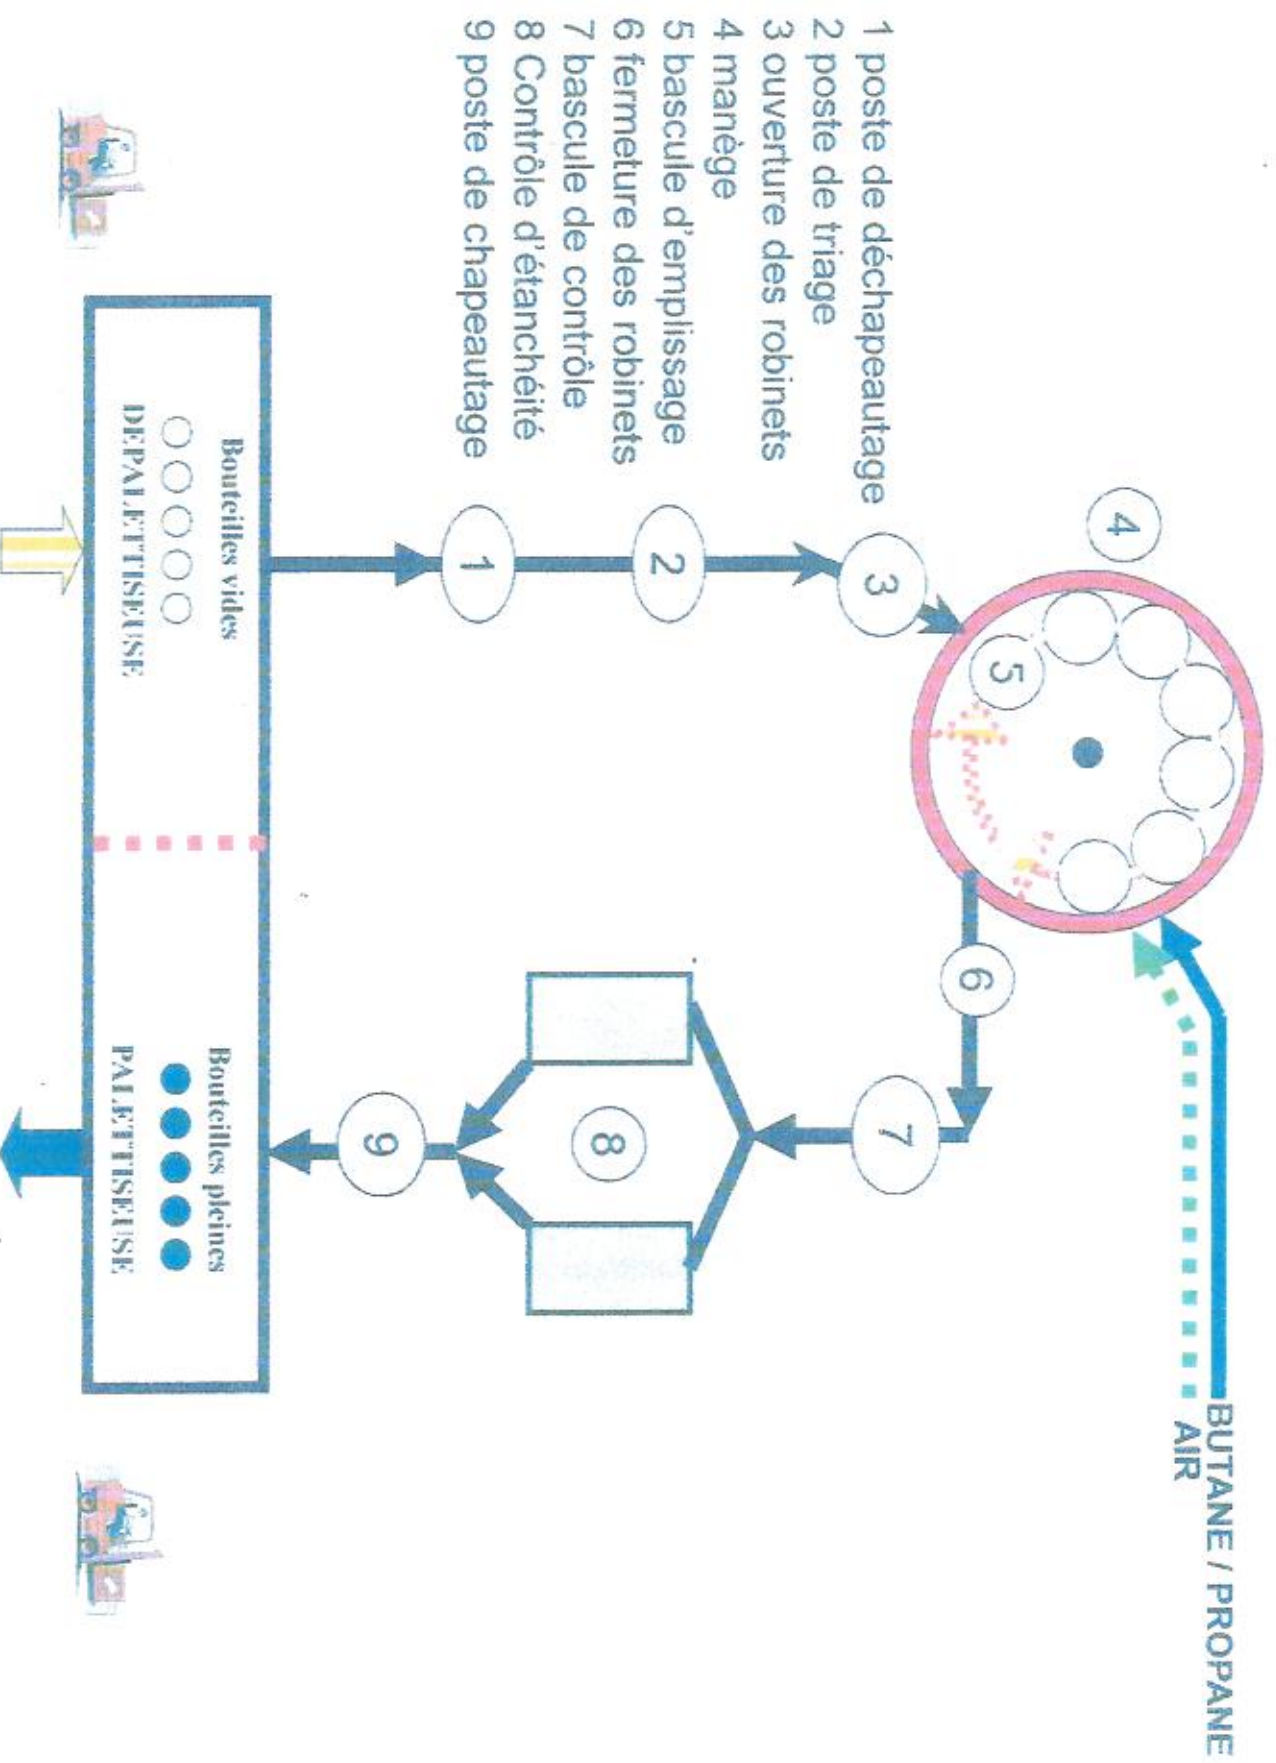 BUTANE / PROPANE
AIR
4
5
3
6
1 poste de déchapeautage
2 poste de triage
3 ouverture des robinets
4 manège
5 bascule d'emplissage
6 fermeture des robinets
7 bascule de contrôle
8 Contrôle d'étanchéité
9 poste de chapeautage
2
7
1
8
9
Bouteilles vides
DEPALETTISEUSE
Bouteilles pleines
PALETTISEUSE